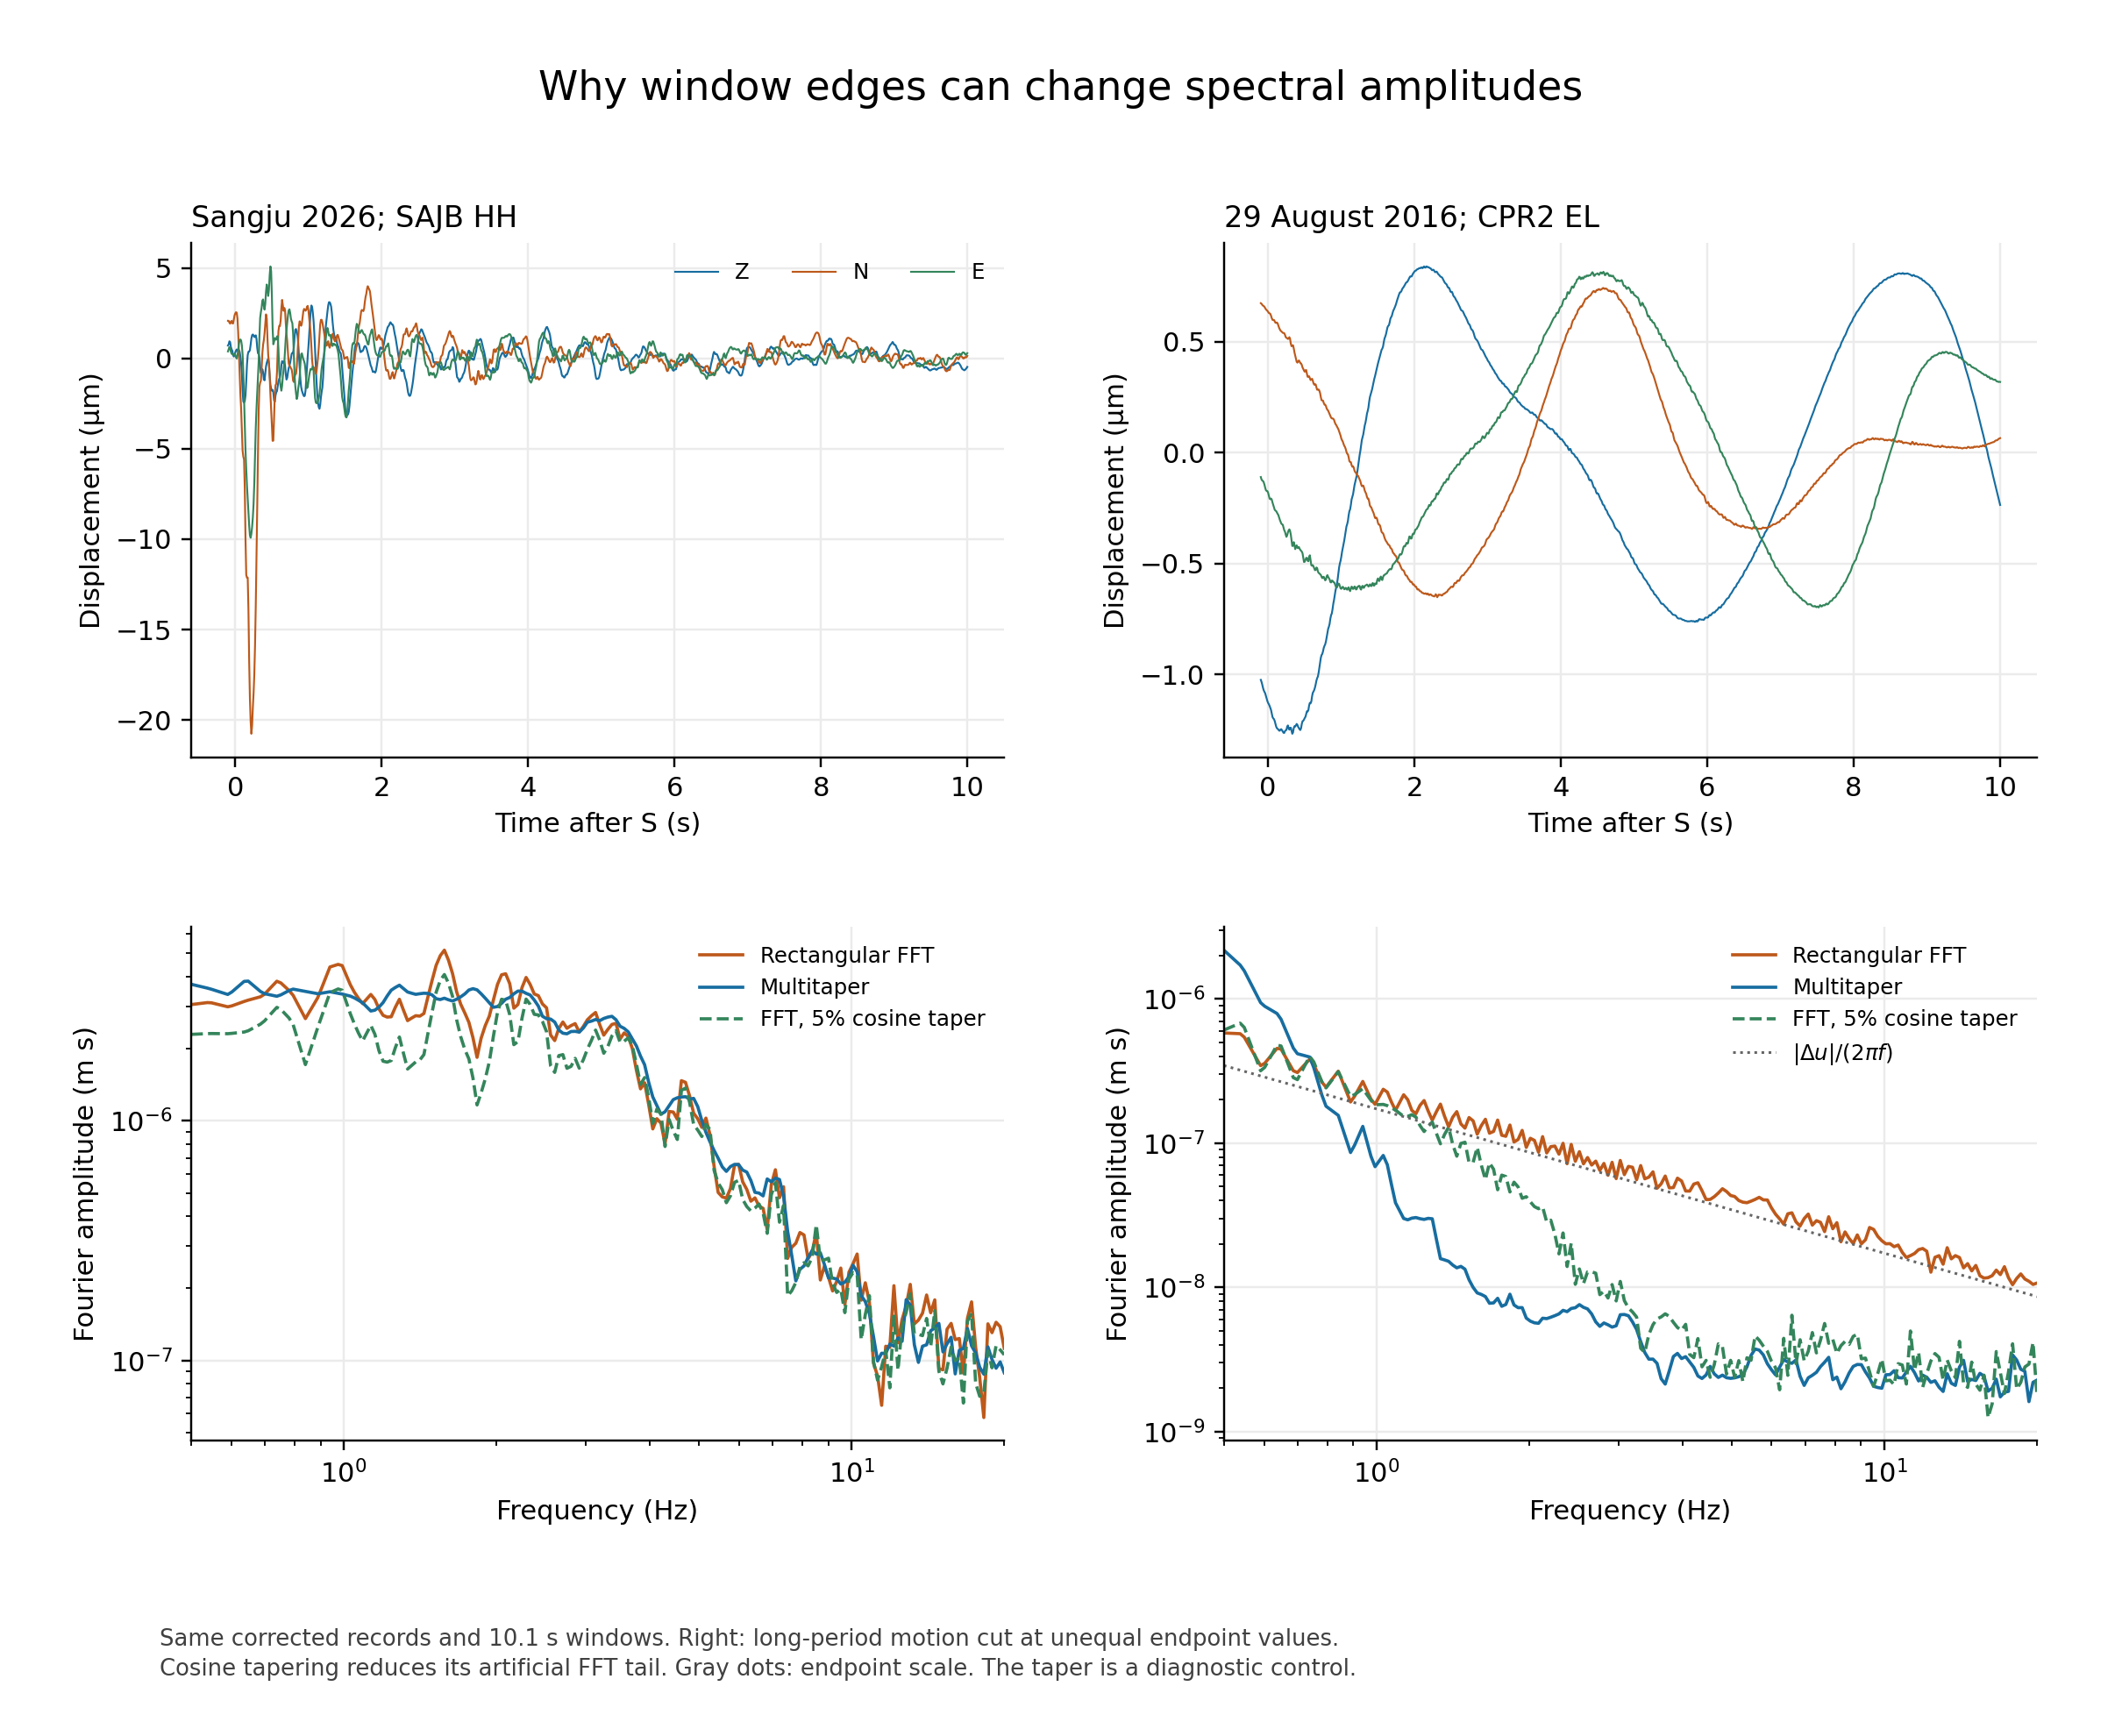 Why window edges can change spectral amplitudes
Sangju 2026; SAJB HH
Z N E
5
0
−5
−10
−15
−20
Displacement (μm)
0 2 4 6 8 10
Time after S (s)
29 August 2016; CPR2 EL
0.5
0.0
−0.5
−1.0
Displacement (μm)
0 2 4 6 8 10
Time after S (s)
Rectangular FFT
Multitaper
FFT, 5% cosine taper
10⁻⁶
10⁻⁷
Fourier amplitude (m s)
10⁰ 10¹
Frequency (Hz)
Rectangular FFT
Multitaper
FFT, 5% cosine taper
|Δu|/(2πf)
10⁻⁶
10⁻⁷
10⁻⁸
10⁻⁹
Fourier amplitude (m s)
10⁰ 10¹
Frequency (Hz)
Same corrected records and 10.1 s windows. Right: long-period motion cut at unequal endpoint values.
Cosine tapering reduces its artificial FFT tail. Gray dots: endpoint scale. The taper is a diagnostic control.